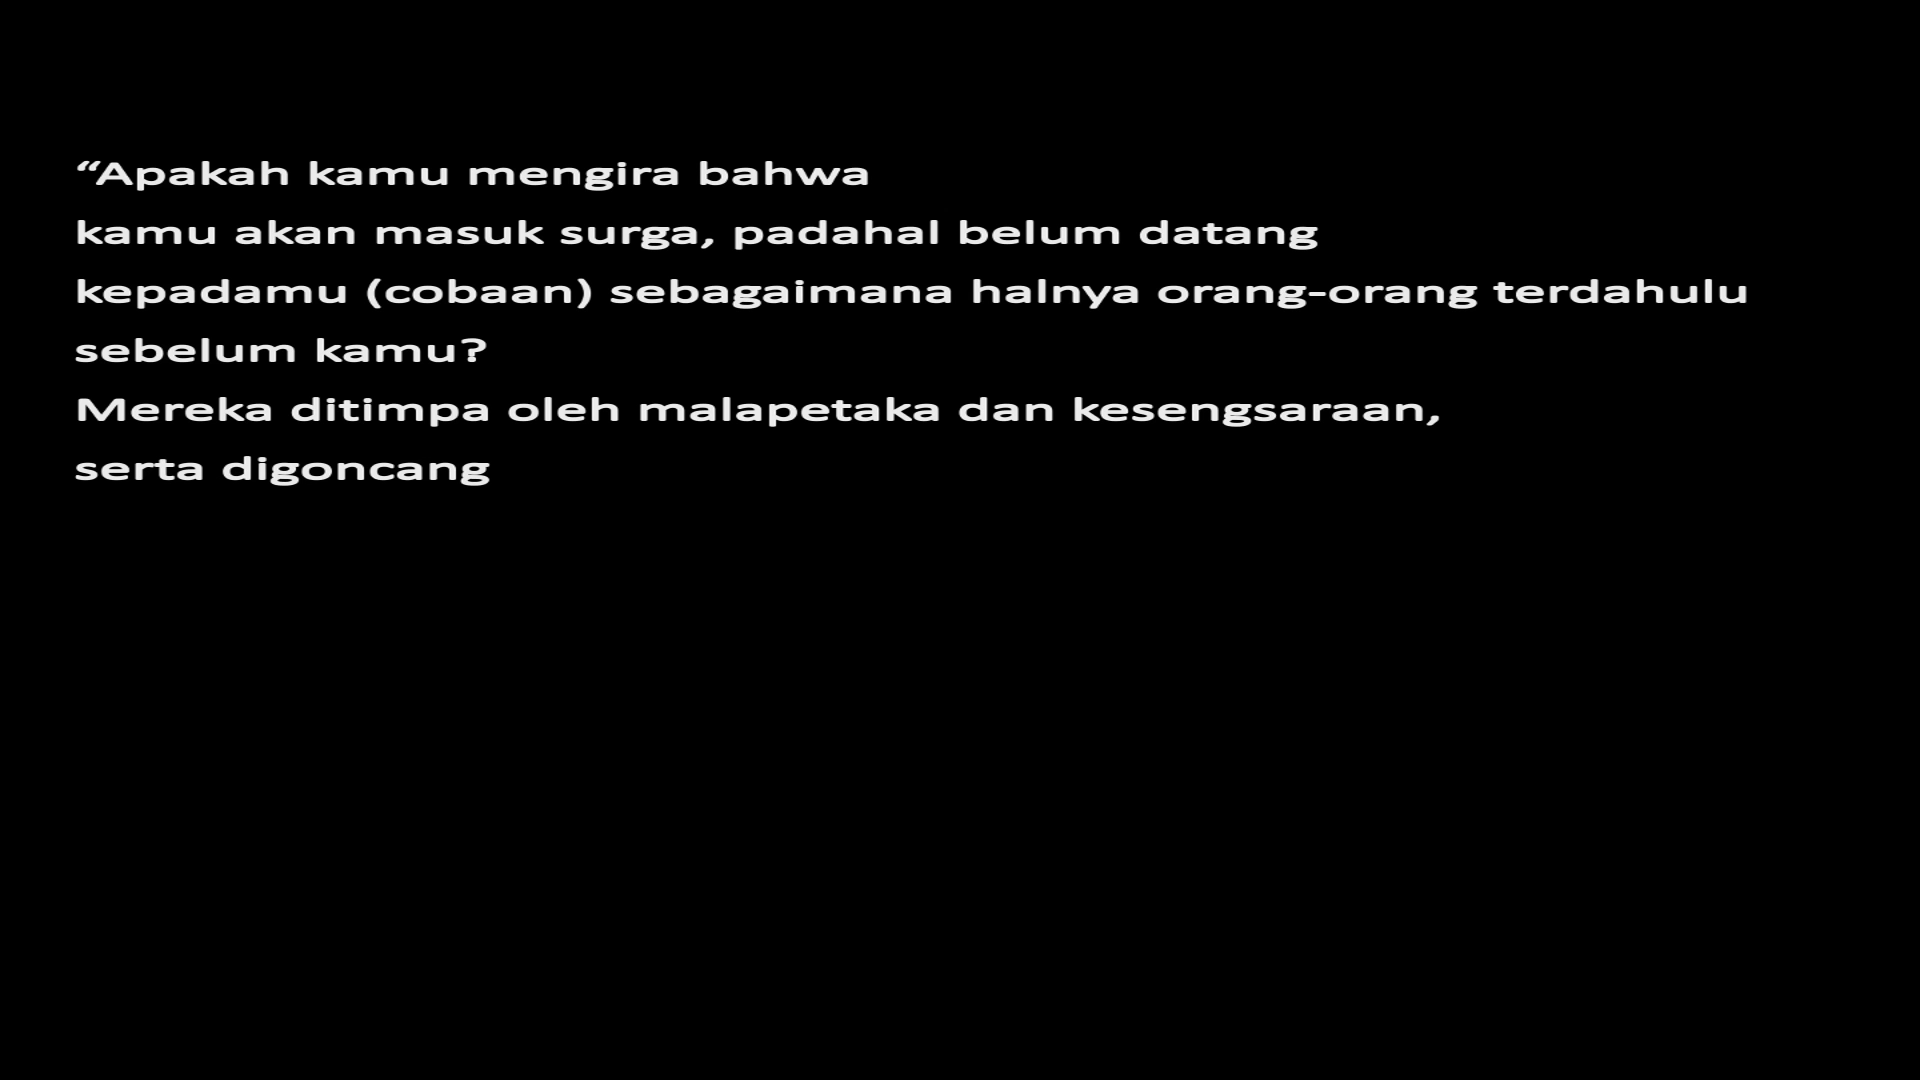 “Apakah kamu mengira bahwa
kamu akan masuk surga, padahal belum datang
kepadamu (cobaan) sebagaimana halnya orang-orang terdahulu
sebelum kamu?
Mereka ditimpa oleh malapetaka dan kesengsaraan,
serta digoncang